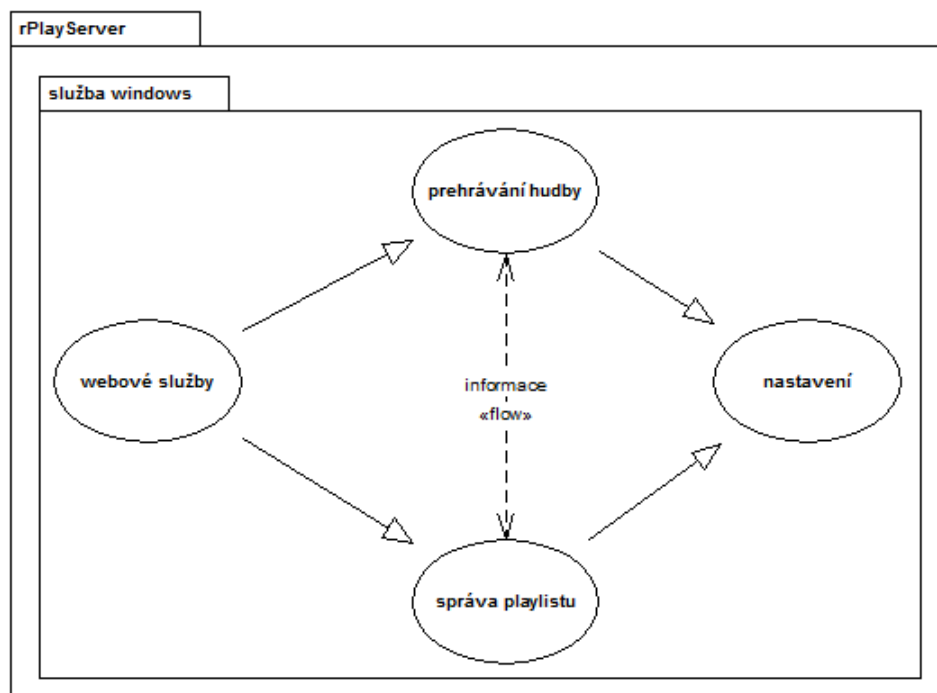 rPlayServer
služba windows
prehrávání hudby
webové služby
informace
«flow»
nastavení
správa playlistu